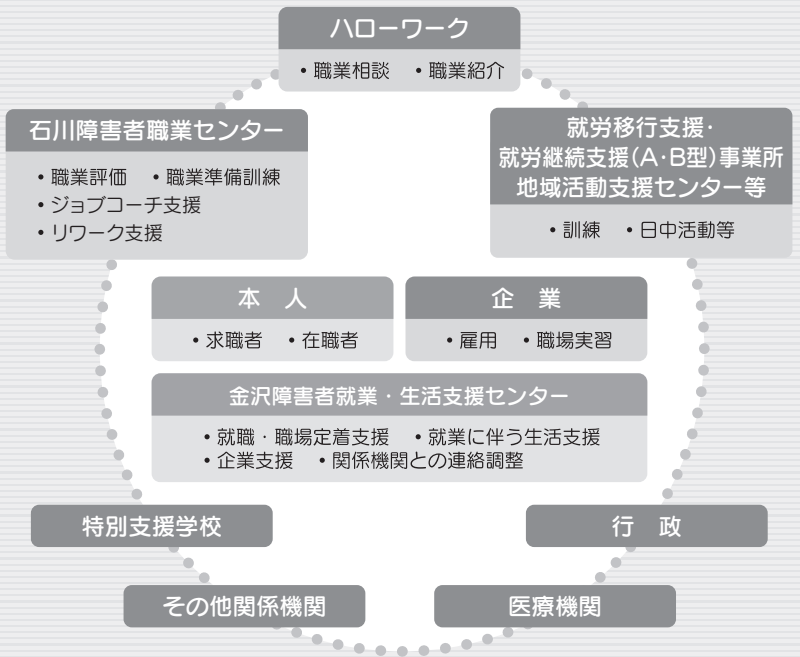 ハローワーク
・職業相談 ・職業紹介
石川障害者職業センター
・職業評価 ・職業準備訓練
・ジョブコーチ支援
・リワーク支援
就労移行支援・
就労継続支援(A・B型)事業所
地域活動支援センター等
・訓練 ・日中活動等
本 人
・求職者 ・在職者
企 業
・雇用 ・職場実習
金沢障害者就業・生活支援センター
・就職・職場定着支援 ・就業に伴う生活支援
・企業支援 ・関係機関との連絡調整
特別支援学校
行 政
その他関係機関
医療機関